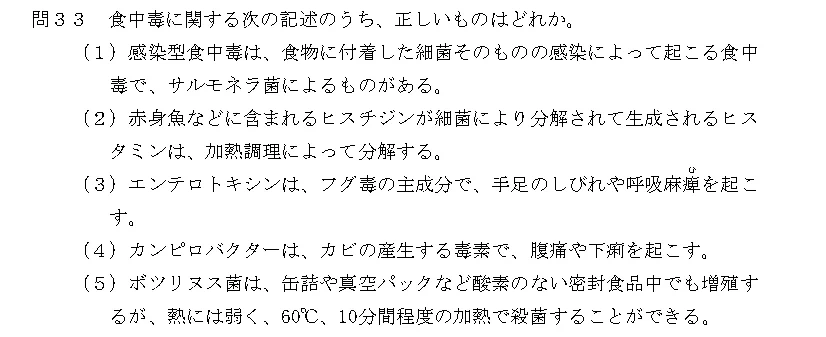 問３３　食中毒に関する次の記述のうち、正しいものはどれか。
（１）感染型食中毒は、食物に付着した細菌そのものの感染によって起こる食中
毒で、サルモネラ菌によるものがある。
（２）赤身魚などに含まれるヒスチジンが細菌により分解されて生成されるヒス
タミンは、加熱調理によって分解する。
（３）エンテロトキシンは、フグ毒の主成分で、手足のしびれや呼吸麻痺を起こ
す。
（４）カンピロバクターは、カビの産生する毒素で、腹痛や下痢を起こす。
（５）ボツリヌス菌は、缶詰や真空パックなど酸素のない密封食品中でも増殖す
るが、熱には弱く、60℃、10分間程度の加熱で殺菌することができる。